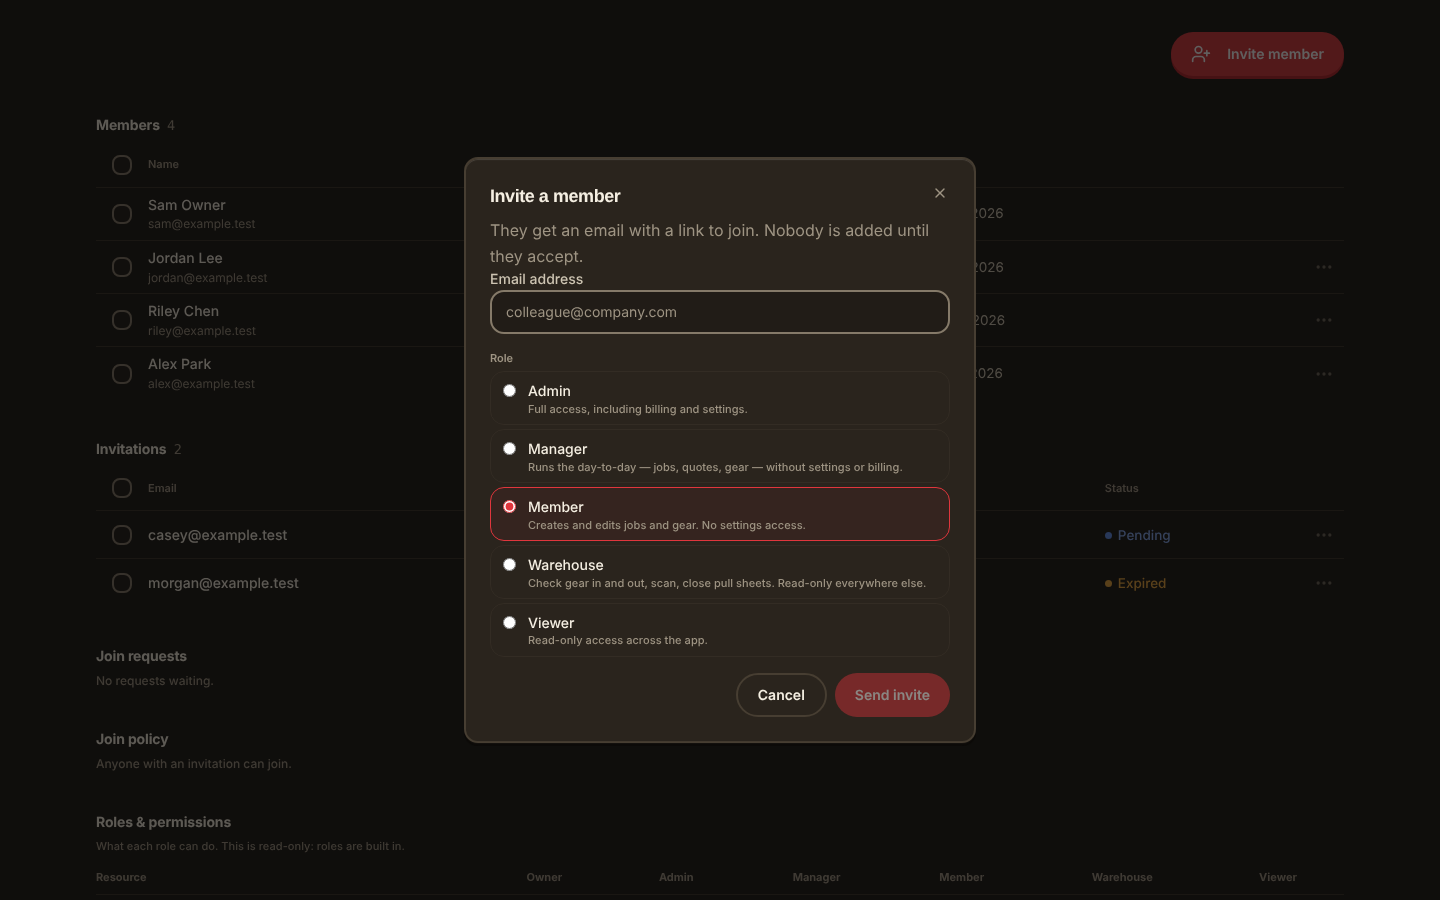 Invite member
Members 4
Name
Sam Owner
sam@example.test
2026
Jordan Lee
jordan@example.test
2026
Riley Chen
riley@example.test
2026
Alex Park
alex@example.test
2026
Invitations 2
Email
Status
casey@example.test
Pending
morgan@example.test
Expired
Join requests
No requests waiting.
Join policy
Anyone with an invitation can join.
Roles & permissions
What each role can do. This is read-only: roles are built in.
Resource Owner Admin Manager Member Warehouse Viewer
Invite a member
They get an email with a link to join. Nobody is added until
they accept.
Email address
colleague@company.com
Role
Admin
Full access, including billing and settings.
Manager
Runs the day-to-day — jobs, quotes, gear — without settings or billing.
Member
Creates and edits jobs and gear. No settings access.
Warehouse
Check gear in and out, scan, close pull sheets. Read-only everywhere else.
Viewer
Read-only access across the app.
Cancel
Send invite